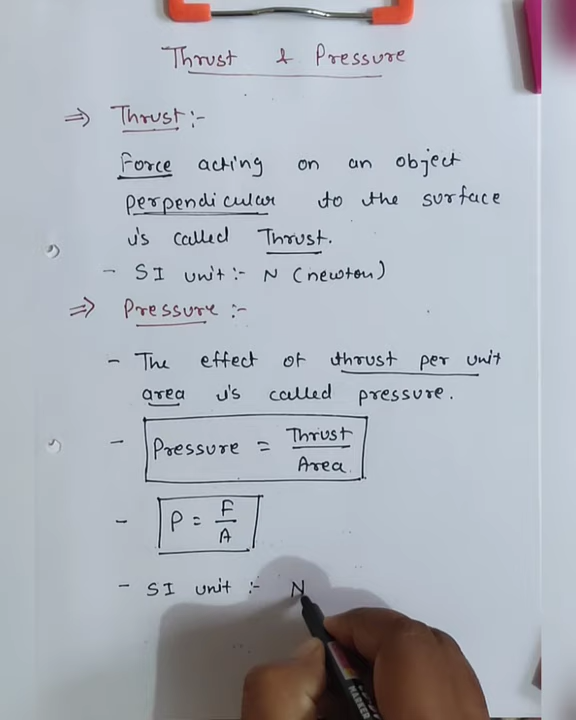 Thrust & Pressure
⇒ Thrust :-
Force acting on an object
perpendicular to the surface
is called Thrust.
- SI unit :- N (newton)
⇒ Pressure :-
- The effect of thrust per unit
area is called pressure.
- Pressure = Thrust / Area
- P = F / A
- SI unit :- N
MARKER